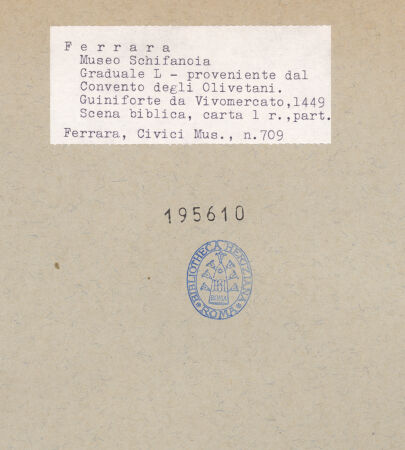 Ferrara
Museo Schifanoia
Graduale L - proveniente dal
Convento degli Olivetani.
Guiniforte da Vivomercato,1449
Scena biblica, carta 1 r.,part.
Ferrara, Civici Mus., n.709
195610
BIBLIOTHECA HERTZIANA
ROMA